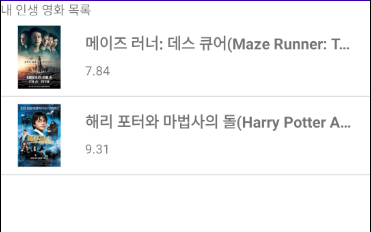 내 인생 영화 목록
메이즈 러너: 데스 큐어(Maze Runner: T...
7.84
해리 포터와 마법사의 돌(Harry Potter A...
9.31